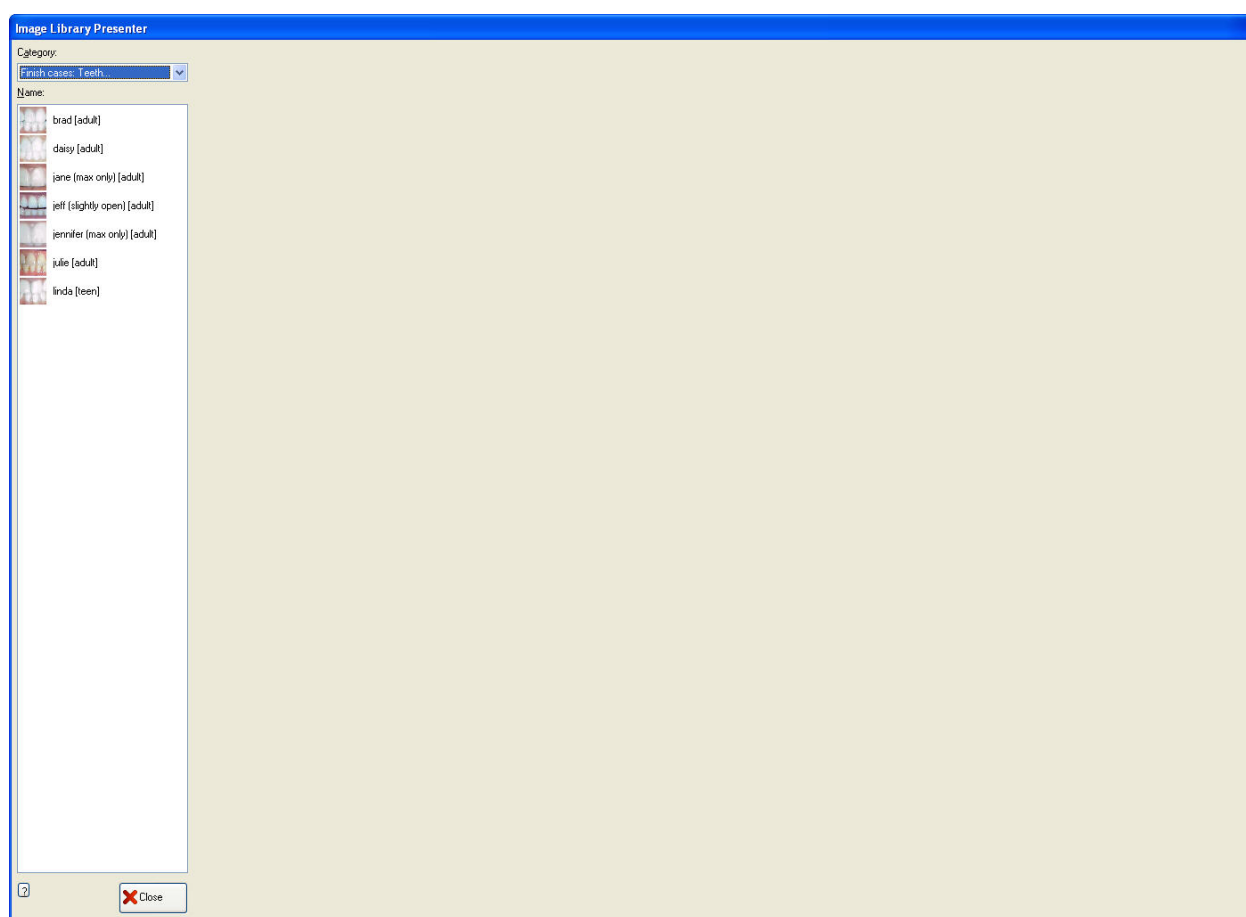 Image Library Presenter
Category:
Finish cases: Teeth...
Name:
brad [adult]
daisy [adult]
jane (max only) [adult]
jeff (slightly open) [adult]
jennifer (max only) [adult]
julie [adult]
linda [teen]
?
Close